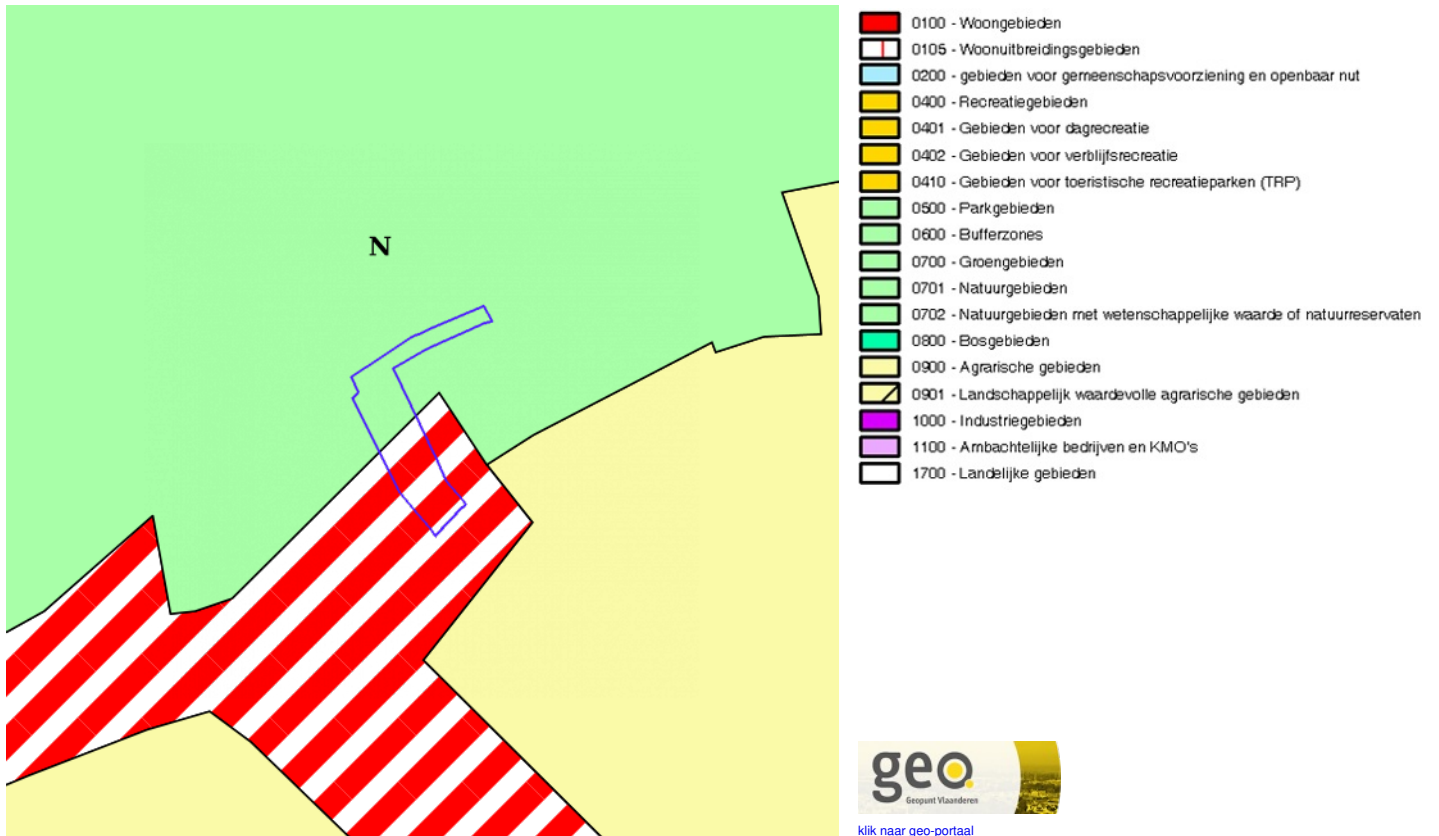 N
0100 - Woongebieden
0105 - Woonuitbreidingsgebieden
0200 - gebieden voor gemeenschapsvoorziening en openbaar nut
0400 - Recreatiegebieden
0401 - Gebieden voor dagrecreatie
0402 - Gebieden voor verblijfsrecreatie
0410 - Gebieden voor toeristische recreatieparken (TRP)
0500 - Parkgebieden
0600 - Bufferzones
0700 - Groengebieden
0701 - Natuurgebieden
0702 - Natuurgebieden met wetenschappelijke waarde of natuurreservaten
0800 - Bosgebieden
0900 - Agrarische gebieden
0901 - Landschappelijk waardevolle agrarische gebieden
1000 - Industriegebieden
1100 - Ambachtelijke bedrijven en KMO's
1700 - Landelijke gebieden
geo.
Geopunt Vlaanderen
klik naar geo-portaal